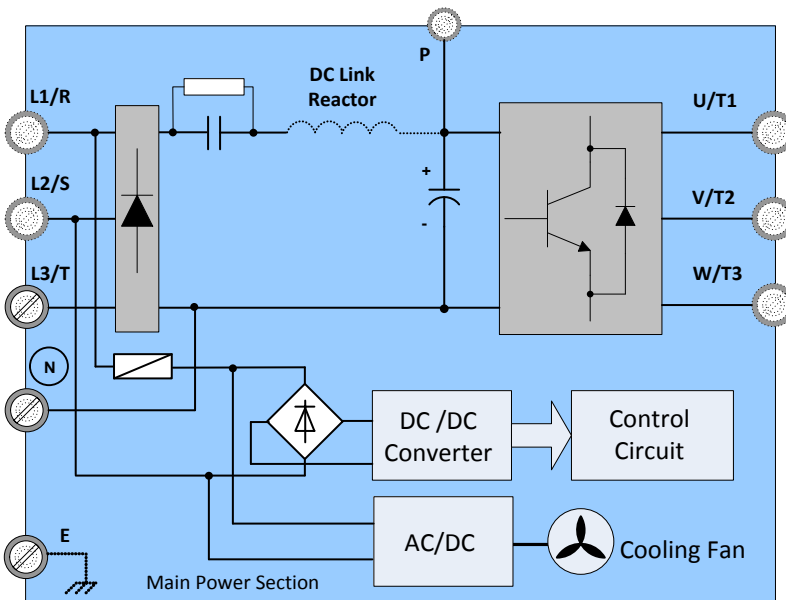 P
L1/R
DC Link
Reactor
U/T1
L2/S
+
-
V/T2
L3/T
W/T3
N
DC /DC
Converter
Control
Circuit
E
AC/DC
Cooling Fan
Main Power Section